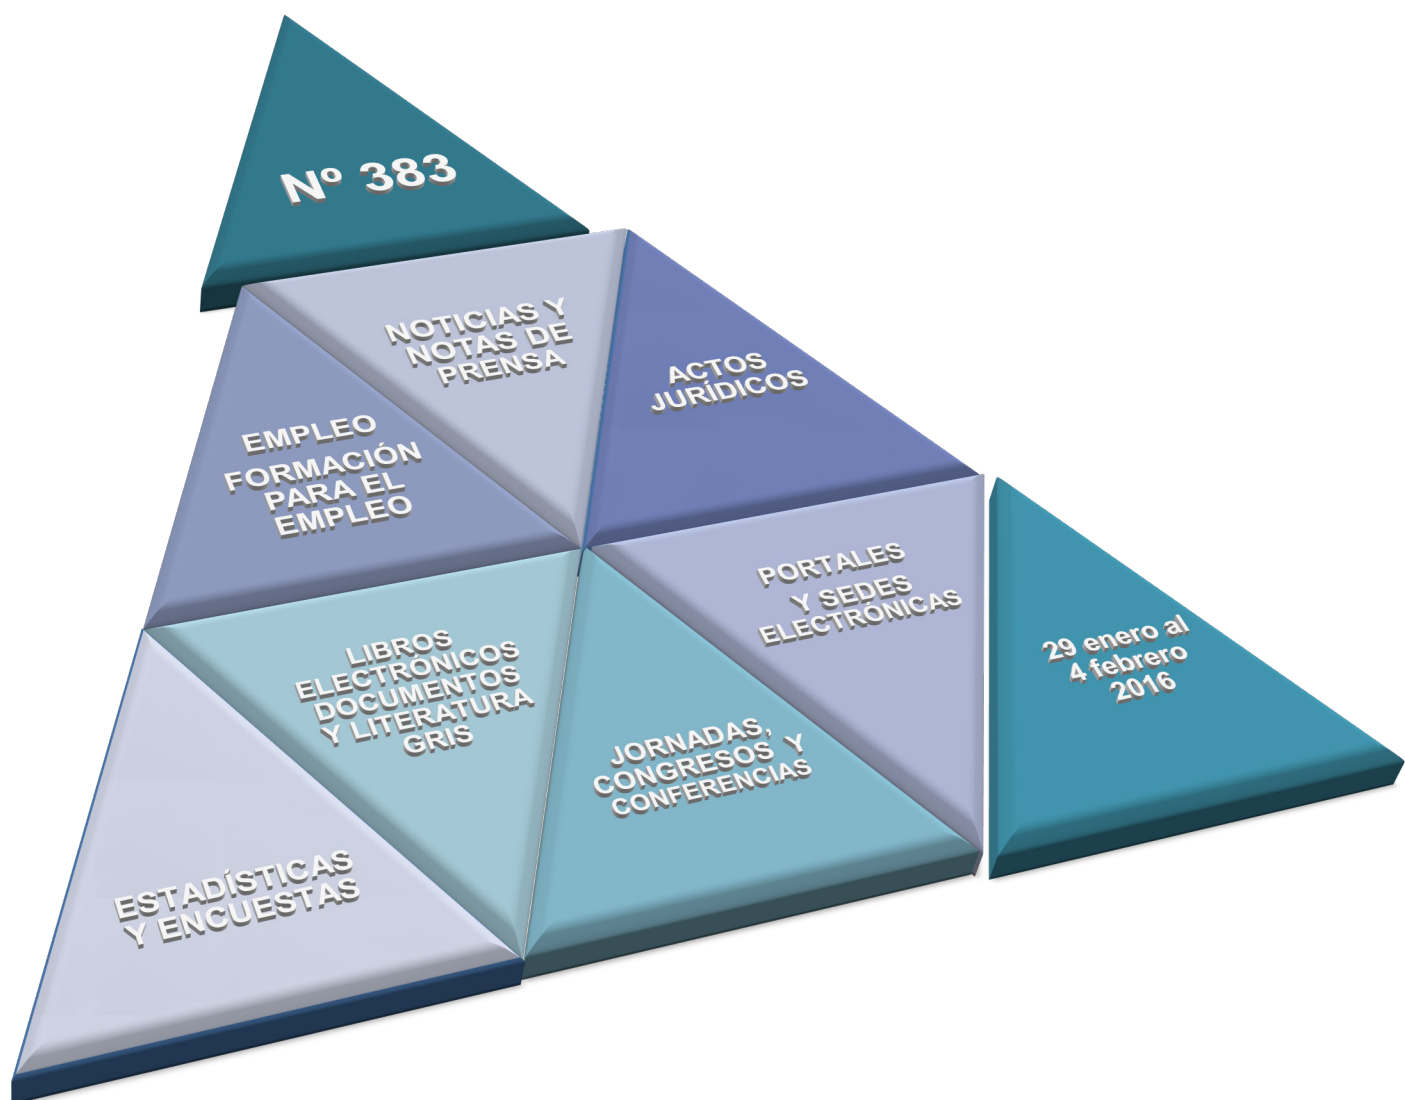 Nº 383
NOTICIAS Y
NOTAS DE
PRENSA
ACTOS
JURÍDICOS
EMPLEO
FORMACIÓN
PARA EL
EMPLEO
PORTALES
Y SEDES
ELECTRÓNICAS
29 enero al
4 febrero
2016
LIBROS
ELECTRÓNICOS
DOCUMENTOS
Y LITERATURA
GRIS
JORNADAS,
CONGRESOS Y
CONFERENCIAS
ESTADÍSTICAS
Y ENCUESTAS